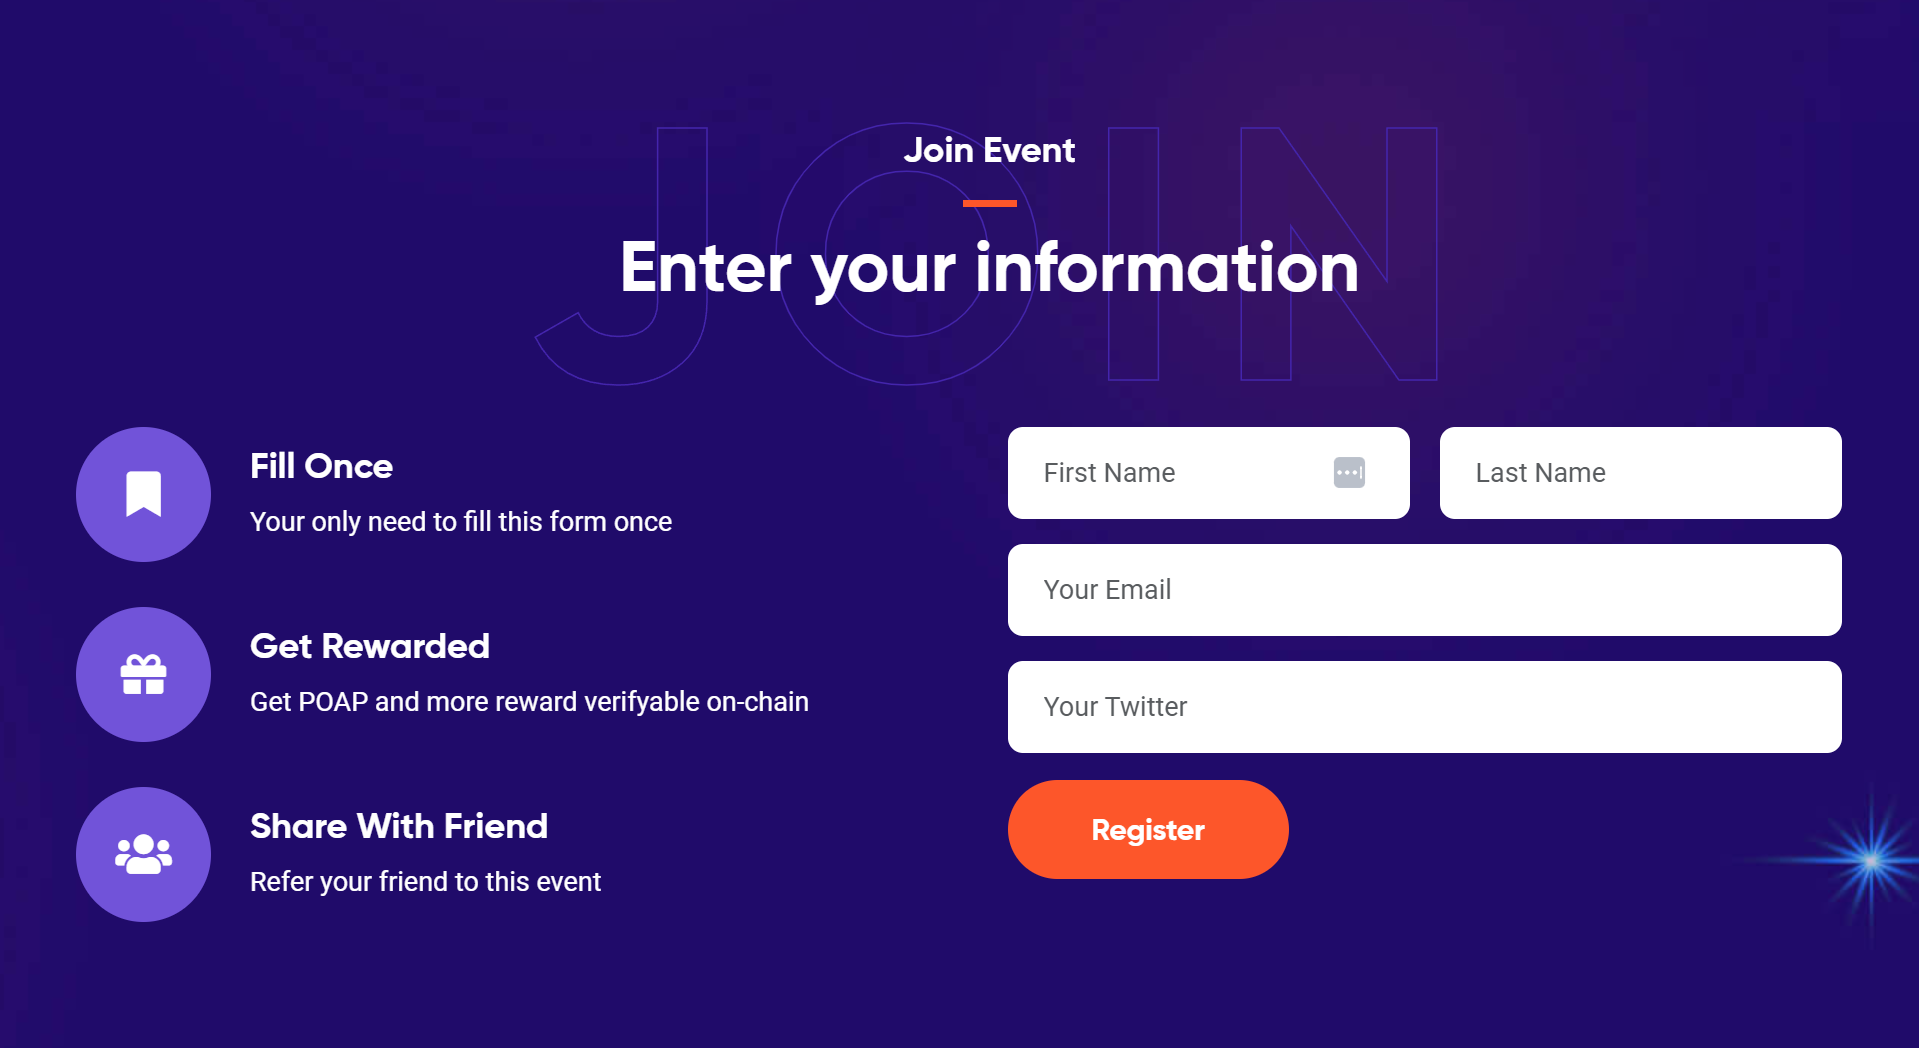 JOIN
Join Event
Enter your information
Fill Once
Your only need to fill this form once
Get Rewarded
Get POAP and more reward verifyable on-chain
Share With Friend
Refer your friend to this event
First Name
Last Name
Your Email
Your Twitter
Register